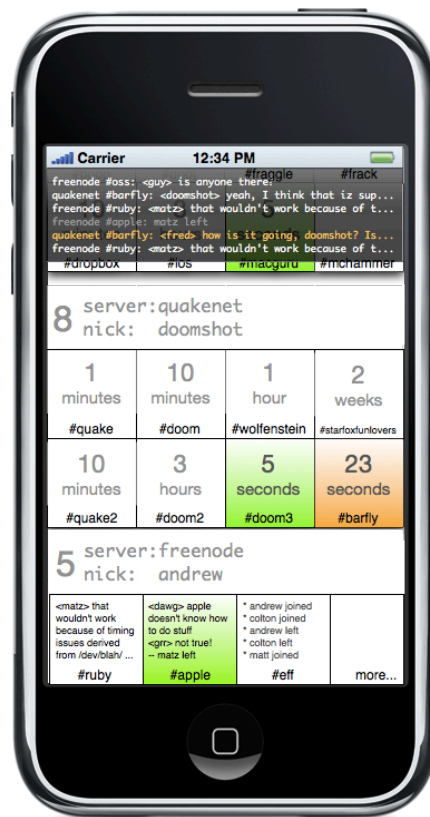 Carrier 12:34 PM
#fraggle #frack
freenode #oss: <guy> is anyone there?
quakenet #barfly: <doomshot> yeah, I think that iz sup...
freenode #ruby: <matz> that wouldn't work because of t...
freenode #apple: matz left
quakenet #barfly: <fred> how is it going, doomshot? Is...
freenode #ruby: <matz> that wouldn't work because of t...
#dropbox #ios #macguru #mchammer
8 server:quakenet
nick: doomshot
1 10 1 2
minutes minutes hour weeks
#quake #doom #wolfenstein #starfoxfunlovers
10 3 5 23
minutes hours seconds seconds
#quake2 #doom2 #doom3 #barfly
5 server:freenode
nick: andrew
<matz> that
wouldn't work
because of timing
issues derived
from /dev/blah/ ...
#ruby
<dawg> apple
doesn't know how
to do stuff
<grr> not true!
-- matz left
#apple
* andrew joined
* colton joined
* andrew left
* colton left
* matt joined
#eff
more...